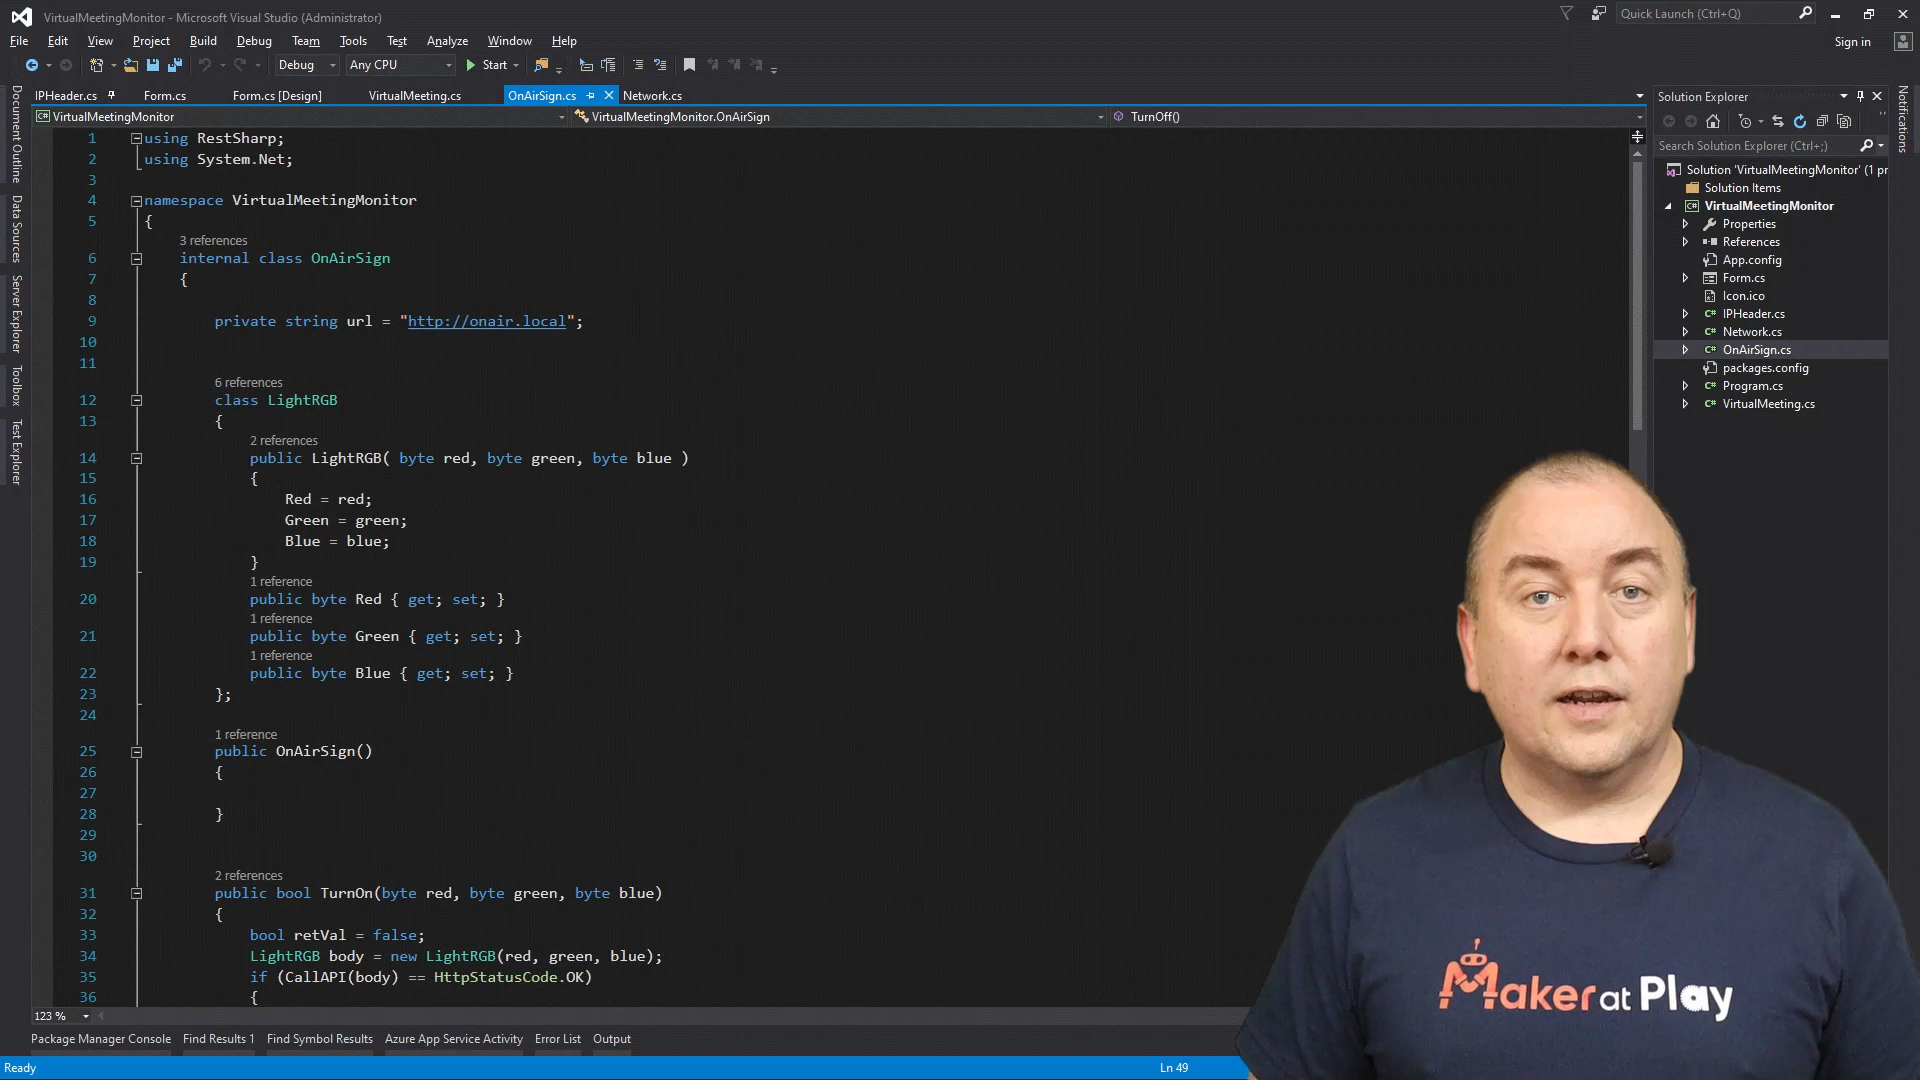 VirtualMeetingMonitor - Microsoft Visual Studio (Administrator)
Quick Launch (Ctrl+Q)
File Edit View Project Build Debug Team Tools Test Analyze Window Help
Sign in
Debug Any CPU Start
IPHeader.cs Form.cs Form.cs [Design] VirtualMeeting.cs OnAirSign.cs Network.cs
VirtualMeetingMonitor VirtualMeetingMonitor.OnAirSign TurnOff()
Document Outline
Data Sources
Server Explorer
Toolbox
Test Explorer
1 using RestSharp;
2 using System.Net;
3
4 namespace VirtualMeetingMonitor
5 {
3 references
6 internal class OnAirSign
7 {
8
9 private string url = "http://onair.local";
10
11
6 references
12 class LightRGB
13 {
2 references
14 public LightRGB( byte red, byte green, byte blue )
15 {
16 Red = red;
17 Green = green;
18 Blue = blue;
19 }
1 reference
20 public byte Red { get; set; }
1 reference
21 public byte Green { get; set; }
1 reference
22 public byte Blue { get; set; }
23 };
24
1 reference
25 public OnAirSign()
26 {
27
28 }
29
30
2 references
31 public bool TurnOn(byte red, byte green, byte blue)
32 {
33 bool retVal = false;
34 LightRGB body = new LightRGB(red, green, blue);
35 if (CallAPI(body) == HttpStatusCode.OK)
36 {
123 %
Package Manager Console Find Results 1 Find Symbol Results Azure App Service Activity Error List Output
Ready
Ln 49
Solution Explorer
Search Solution Explorer (Ctrl+;)
Solution 'VirtualMeetingMonitor' (1 pr
Solution Items
VirtualMeetingMonitor
Properties
References
App.config
Form.cs
Icon.ico
IPHeader.cs
Network.cs
OnAirSign.cs
packages.config
Program.cs
VirtualMeeting.cs
Notifications
Maker at Play